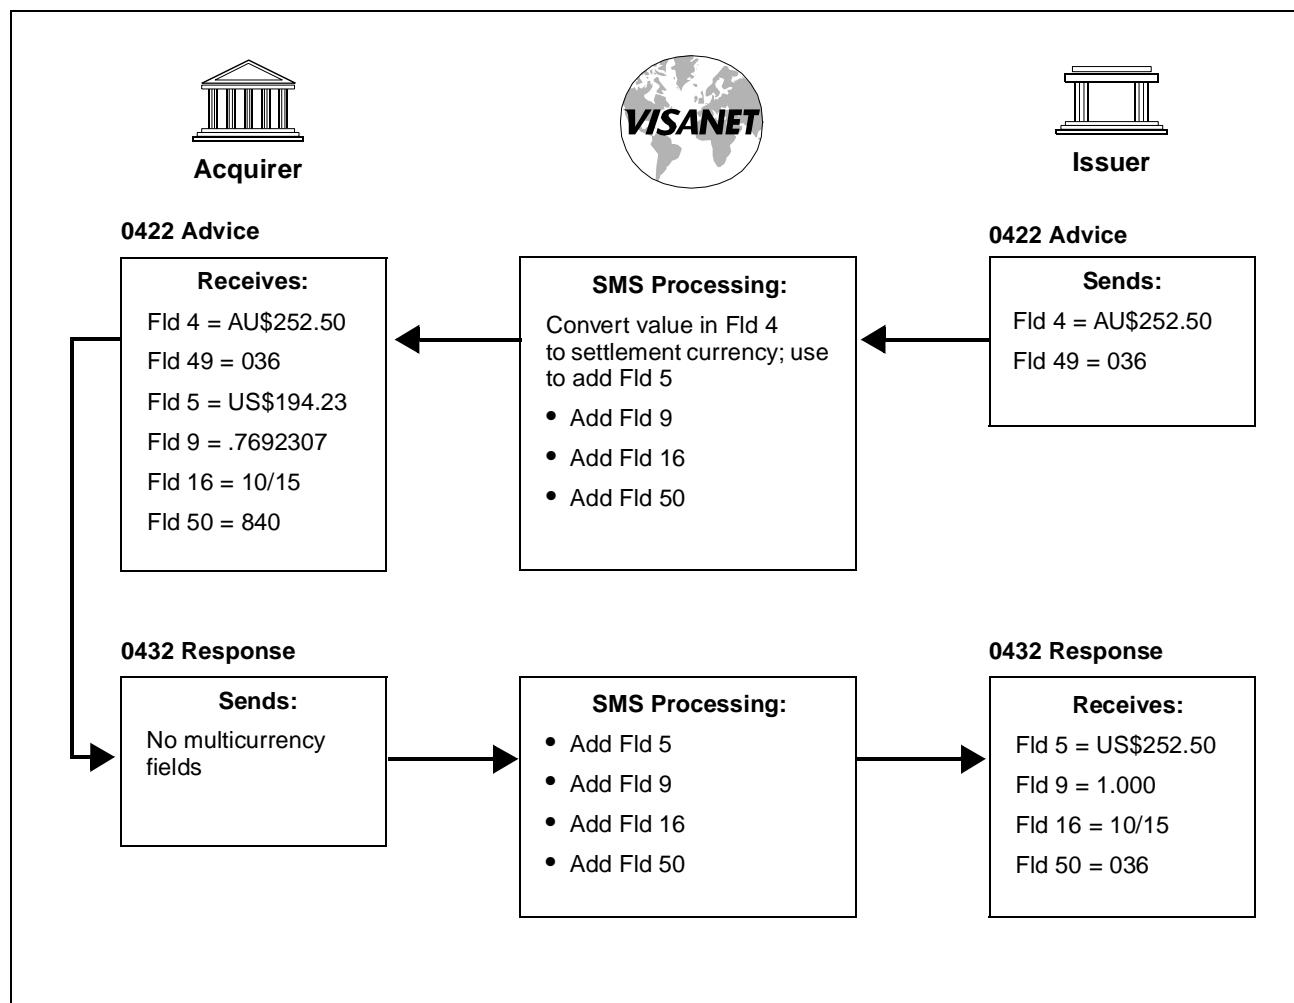 VISANET
Acquirer
Issuer
0422 Advice
Receives:
Fld 4 = AU$252.50
Fld 49 = 036
Fld 5 = US$194.23
Fld 9 = .7692307
Fld 16 = 10/15
Fld 50 = 840
SMS Processing:
Convert value in Fld 4
to settlement currency; use
to add Fld 5
• Add Fld 9
• Add Fld 16
• Add Fld 50
0422 Advice
Sends:
Fld 4 = AU$252.50
Fld 49 = 036
0432 Response
Sends:
No multicurrency
fields
SMS Processing:
• Add Fld 5
• Add Fld 9
• Add Fld 16
• Add Fld 50
0432 Response
Receives:
Fld 5 = US$252.50
Fld 9 = 1.000
Fld 16 = 10/15
Fld 50 = 036